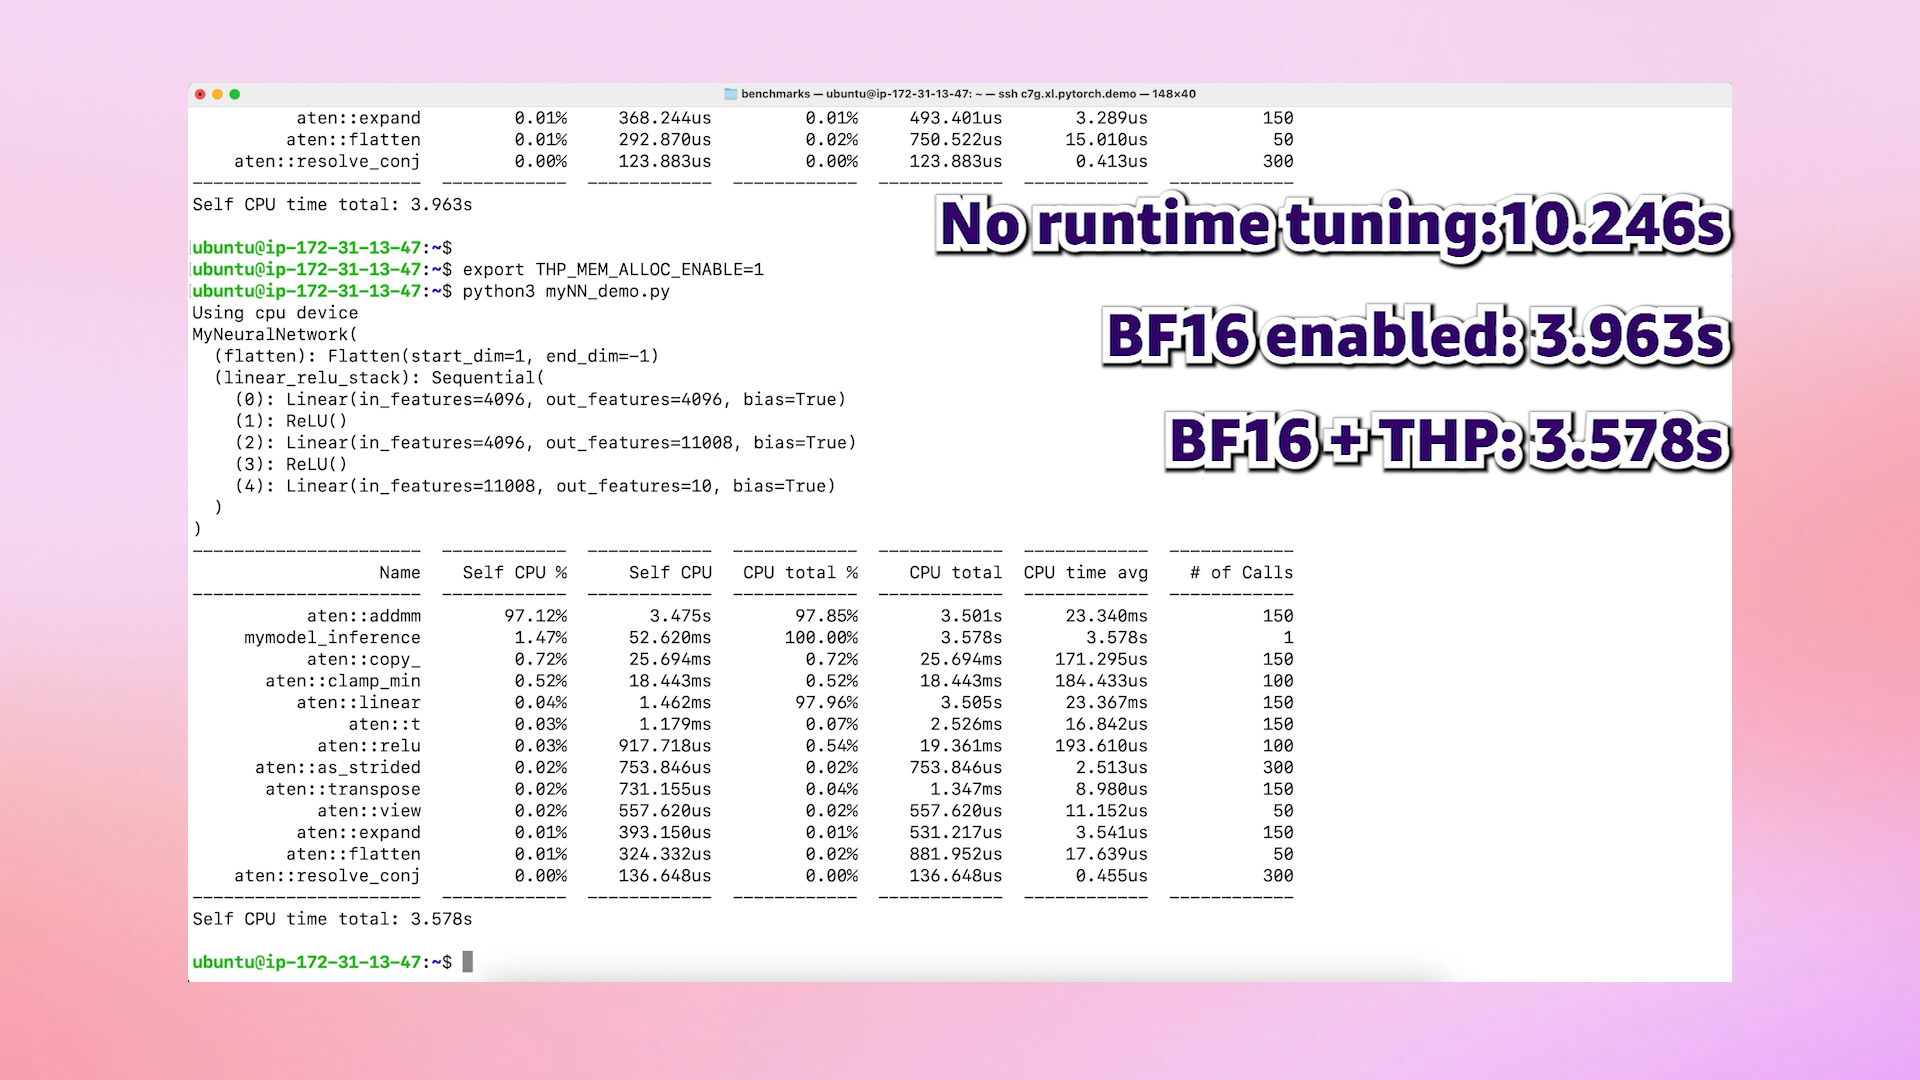 benchmarks — ubuntu@ip-172-31-13-47: ~ — ssh c7g.xl.pytorch.demo — 148×40
aten::expand 0.01% 368.244us 0.01% 493.401us 3.289us 150
aten::flatten 0.01% 292.870us 0.02% 750.522us 15.010us 50
aten::resolve_conj 0.00% 123.883us 0.00% 123.883us 0.413us 300
---------------------- ------------ ------------ ------------ ------------ ------------ ------------
Self CPU time total: 3.963s
No runtime tuning:10.246s
ubuntu@ip-172-31-13-47:~$
ubuntu@ip-172-31-13-47:~$ export THP_MEM_ALLOC_ENABLE=1
ubuntu@ip-172-31-13-47:~$ python3 myNN_demo.py
Using cpu device
BF16 enabled: 3.963s
MyNeuralNetwork(
(flatten): Flatten(start_dim=1, end_dim=-1)
(linear_relu_stack): Sequential(
(0): Linear(in_features=4096, out_features=4096, bias=True)
(1): ReLU()
BF16 + THP: 3.578s
(2): Linear(in_features=4096, out_features=11008, bias=True)
(3): ReLU()
(4): Linear(in_features=11008, out_features=10, bias=True)
)
)
---------------------- ------------ ------------ ------------ ------------ ------------ ------------
Name Self CPU % Self CPU CPU total % CPU total CPU time avg # of Calls
---------------------- ------------ ------------ ------------ ------------ ------------ ------------
aten::addmm 97.12% 3.475s 97.85% 3.501s 23.340ms 150
mymodel_inference 1.47% 52.620ms 100.00% 3.578s 3.578s 1
aten::copy_ 0.72% 25.694ms 0.72% 25.694ms 171.295us 150
aten::clamp_min 0.52% 18.443ms 0.52% 18.443ms 184.433us 100
aten::linear 0.04% 1.462ms 97.96% 3.505s 23.367ms 150
aten::t 0.03% 1.179ms 0.07% 2.526ms 16.842us 150
aten::relu 0.03% 917.718us 0.54% 19.361ms 193.610us 100
aten::as_strided 0.02% 753.846us 0.02% 753.846us 2.513us 300
aten::transpose 0.02% 731.155us 0.04% 1.347ms 8.980us 150
aten::view 0.02% 557.620us 0.02% 557.620us 11.152us 50
aten::expand 0.01% 393.150us 0.01% 531.217us 3.541us 150
aten::flatten 0.01% 324.332us 0.02% 881.952us 17.639us 50
aten::resolve_conj 0.00% 136.648us 0.00% 136.648us 0.455us 300
---------------------- ------------ ------------ ------------ ------------ ------------ ------------
Self CPU time total: 3.578s
ubuntu@ip-172-31-13-47:~$